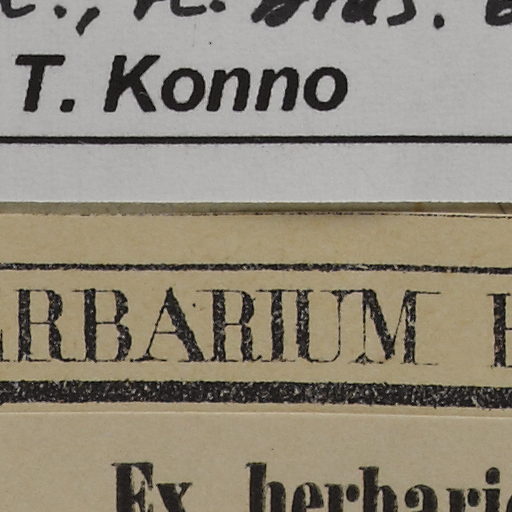 T. Konno
RBARIUM
Ex herbari